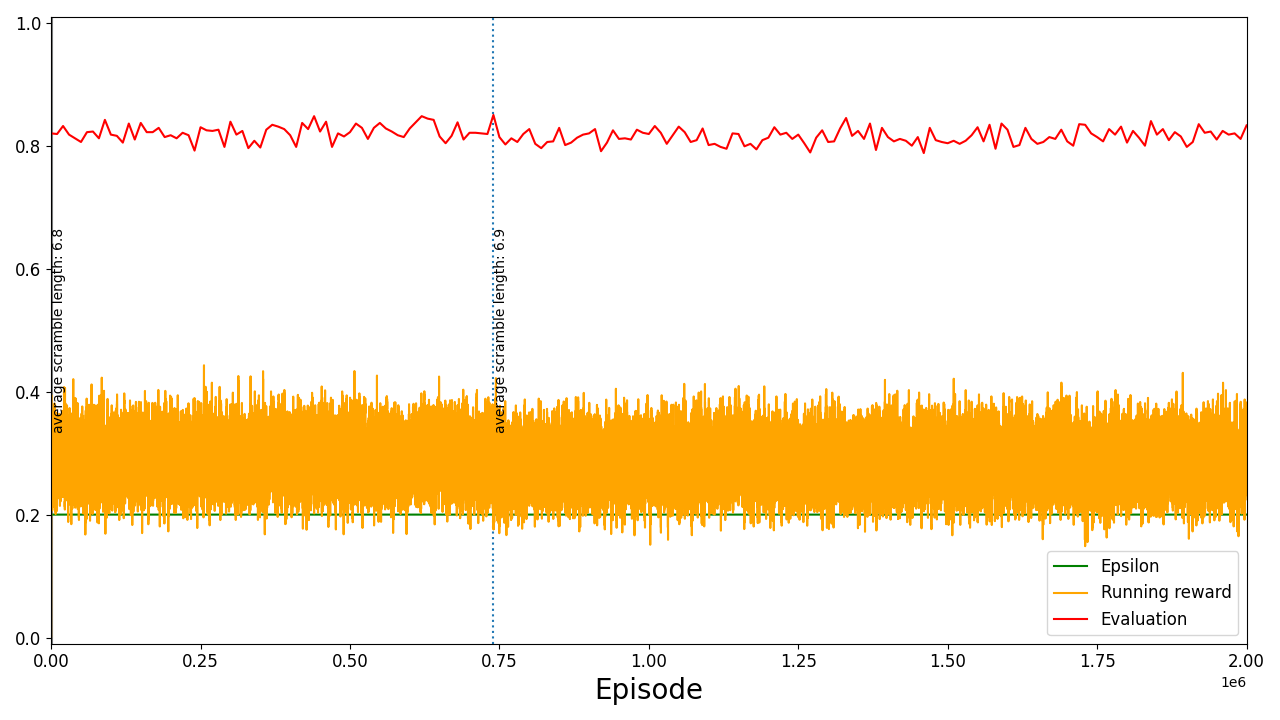 1.0
0.8
0.6
0.4
0.2
0.0
average scramble length: 6.8
average scramble length: 6.9
Epsilon
Running reward
Evaluation
0.00 0.25 0.50 0.75 1.00 1.25 1.50 1.75 2.00
1e6
Episode